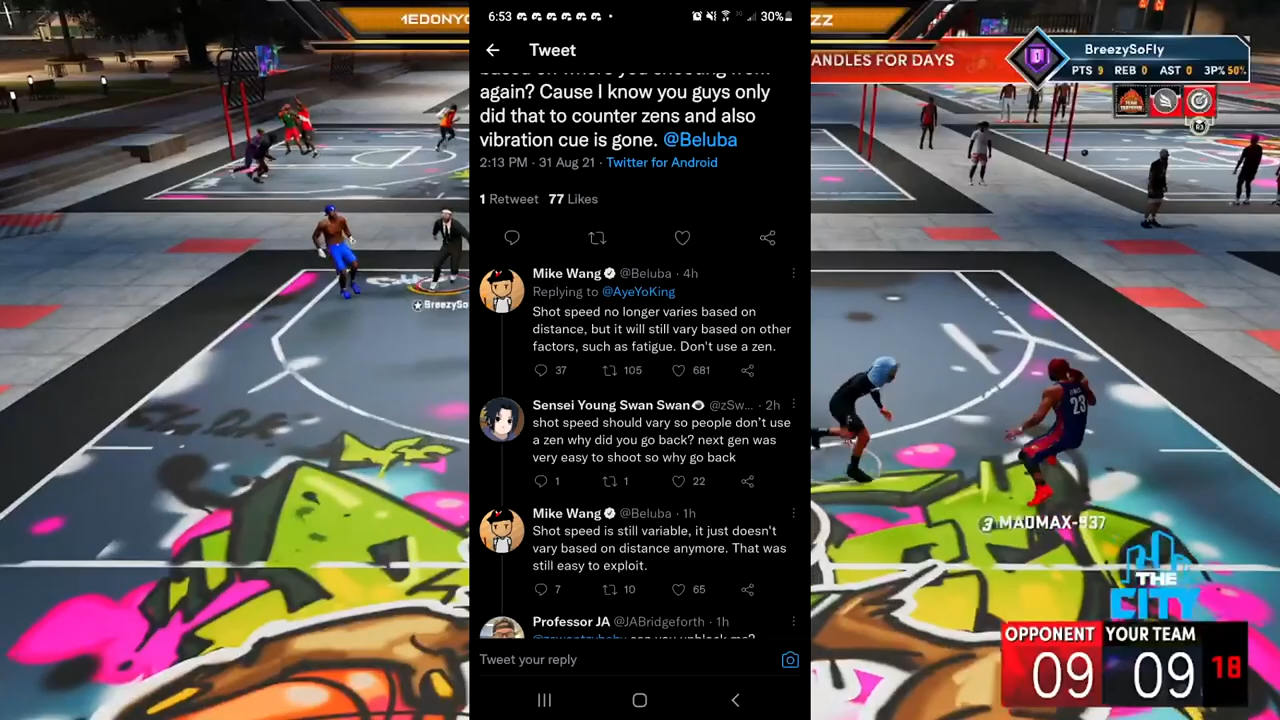 6:53
30%
Tweet
again? Cause I know you guys only
did that to counter zens and also
vibration cue is gone. @Beluba
2:13 PM · 31 Aug 21 · Twitter for Android
1 Retweet 77 Likes
Mike Wang @Beluba · 4h
Replying to @AyeYoKing
Shot speed no longer varies based on
distance, but it will still vary based on other
factors, such as fatigue. Don't use a zen.
37 105 681
Sensei Young Swan Swan @zSw... · 2h
shot speed should vary so people don't use
a zen why did you go back? next gen was
very easy to shoot so why go back
1 1 22
Mike Wang @Beluba · 1h
Shot speed is still variable, it just doesn't
vary based on distance anymore. That was
still easy to exploit.
7 10 65
Professor JA @JABridgeforth · 1h
Tweet your reply
1EDONYC
ZZ
ANDLES FOR DAYS
BreezySoFly
PTS 9 REB 0 AST 0 3P% 50%
R3
BreezySo
23
3 MADMAX-937
THE
CITY
OPPONENT YOUR TEAM
09 09 18